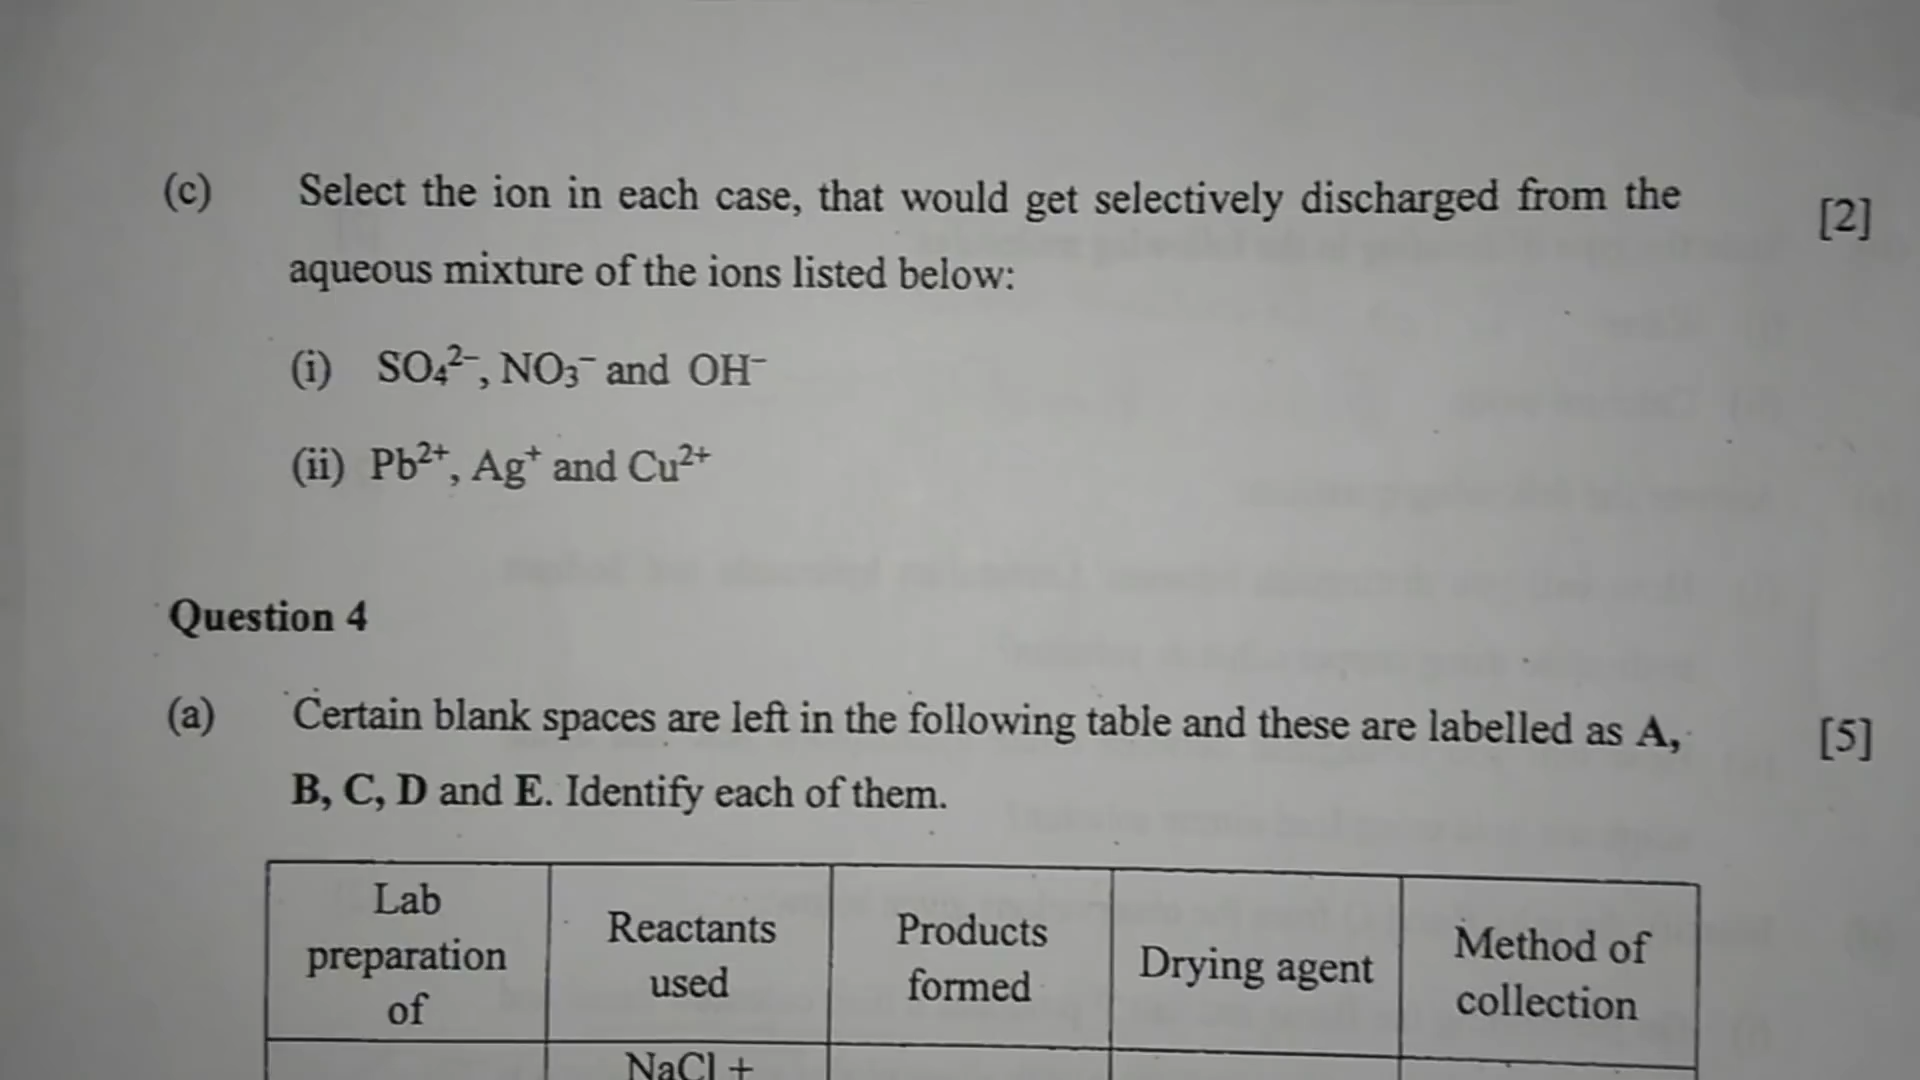 (c) Select the ion in each case, that would get selectively discharged from the [2]
aqueous mixture of the ions listed below:
(i) SO₄²⁻, NO₃⁻ and OH⁻
(ii) Pb²⁺, Ag⁺ and Cu²⁺
Question 4
(a) Certain blank spaces are left in the following table and these are labelled as A, [5]
B, C, D and E. Identify each of them.
Lab preparation of
Reactants used
Products formed
Drying agent
Method of collection
NaCl +